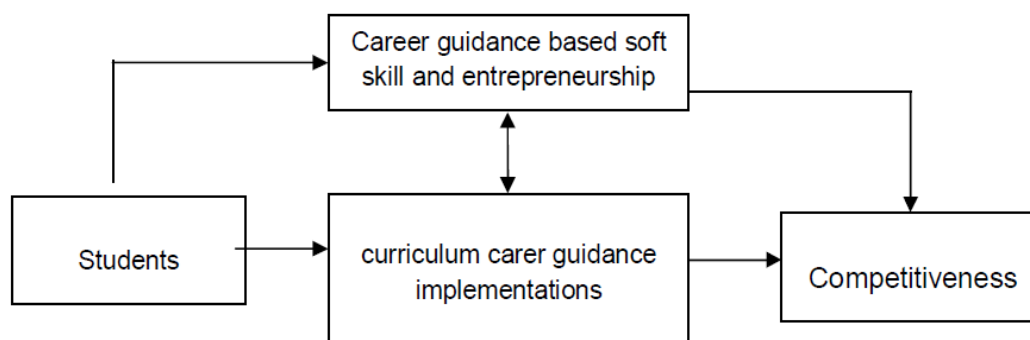 Career guidance based soft
skill and entrepreneurship
Students
curriculum carer guidance
implementations
Competitiveness